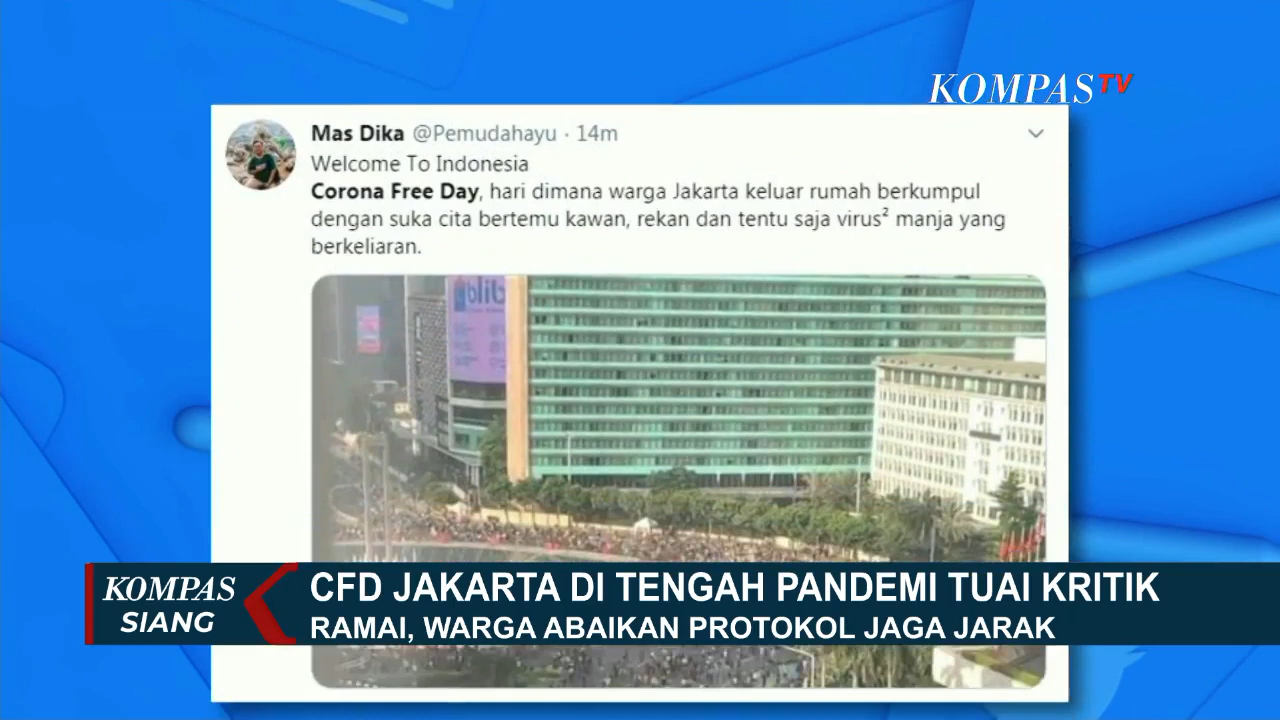 KOMPASTV
Mas Dika @Pemudahayu · 14m
Welcome To Indonesia
Corona Free Day, hari dimana warga Jakarta keluar rumah berkumpul
dengan suka cita bertemu kawan, rekan dan tentu saja virus² manja yang
berkeliaran.
blib
KOMPAS
SIANG
CFD JAKARTA DI TENGAH PANDEMI TUAI KRITIK
RAMAI, WARGA ABAIKAN PROTOKOL JAGA JARAK